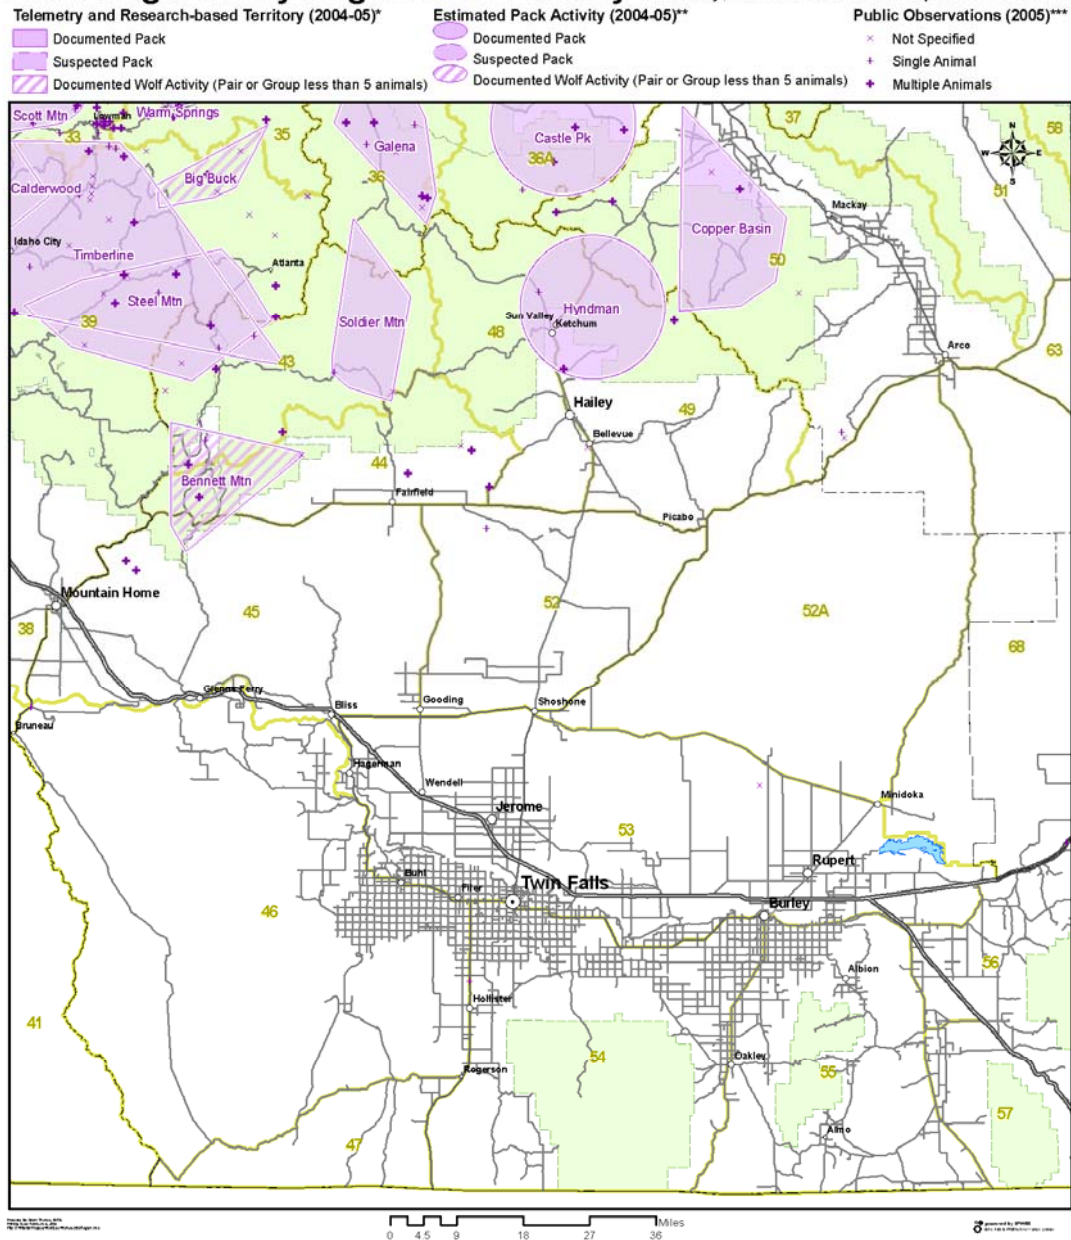 Telemetry and Research-based Territory (2004-05)*
Documented Pack
Suspected Pack
Documented Wolf Activity (Pair or Group less than 5 animals)
Estimated Pack Activity (2004-05)**
Documented Pack
Suspected Pack
Documented Wolf Activity (Pair or Group less than 5 animals)
Public Observations (2005)***
Not Specified
Single Animal
Multiple Animals
Scott Mtn
Lowman
Warm Springs
33
35
37
58
N
W
E
S
Galena
Castle Pk
36A
36
Big Buck
Calderwood
51
Mackay
Copper Basin
Idaho City
Timberline
Atlanta
50
Steel Mtn
39
Soldier Mtn
Hyndman
Sun Valley
Ketchum
48
43
Arco
63
Hailey
49
Bellevue
44
Bennett Mtn
Fairfield
Picabo
Mountain Home
45
52
52A
38
68
Glenns Ferry
Bliss
Gooding
Shoshone
Bruneau
Hagerman
Wendell
Jerome
Minidoka
53
Rupert
Buhl
Filer
Twin Falls
Burley
46
56
Albion
Hollister
41
54
Oakley
55
Rogerson
57
Almo
47
Miles
0
4.5
9
18
27
36